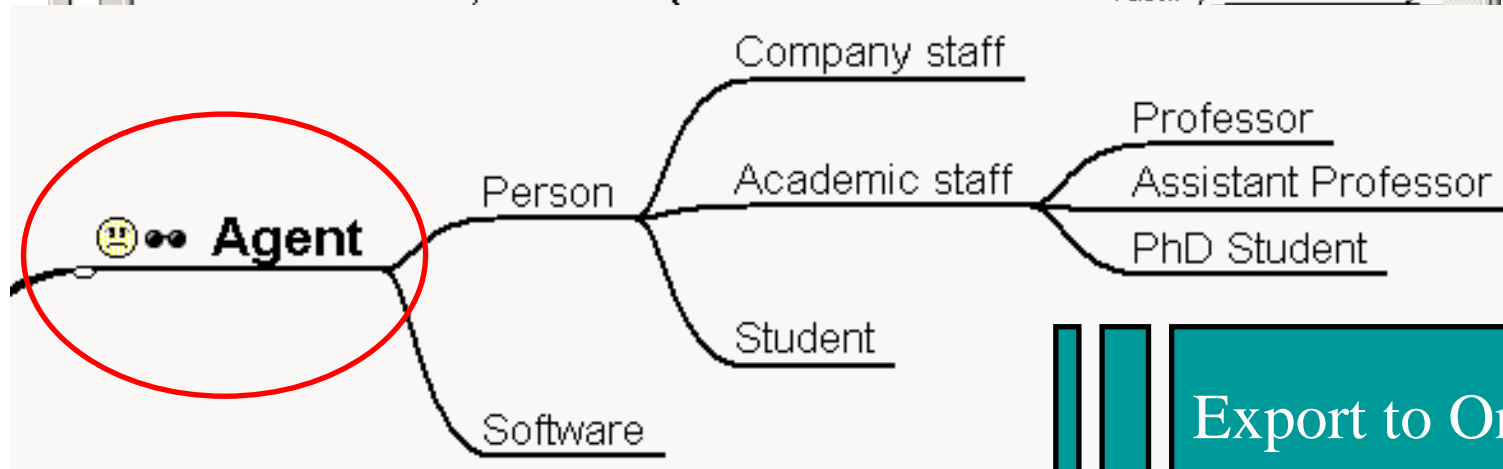 Company staff
Professor
Person
Academic staff
Assistant Professor
Agent
PhD Student
Student
Software
Export to